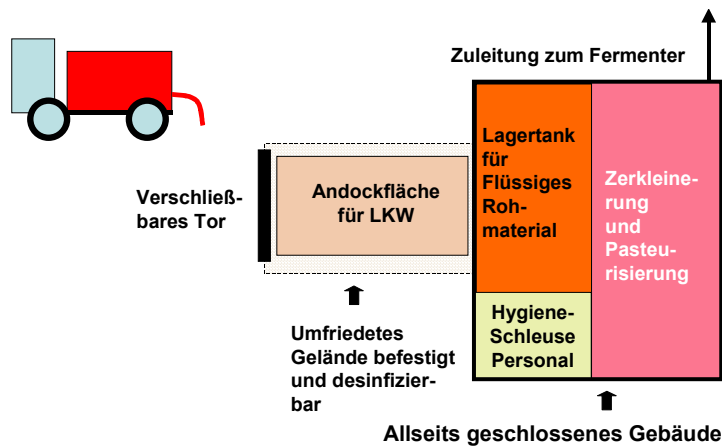 Zuleitung zum Fermenter
Verschließ-
bares Tor
Andockfläche
für LKW
Lagertank
für
Flüssiges
Roh-
material
Zerkleine-
rung
und
Pasteu-
risierung
Hygiene-
Schleuse
Personal
Umfriedetes
Gelände befestigt
und desinfizier-
bar
Allseits geschlossenes Gebäude